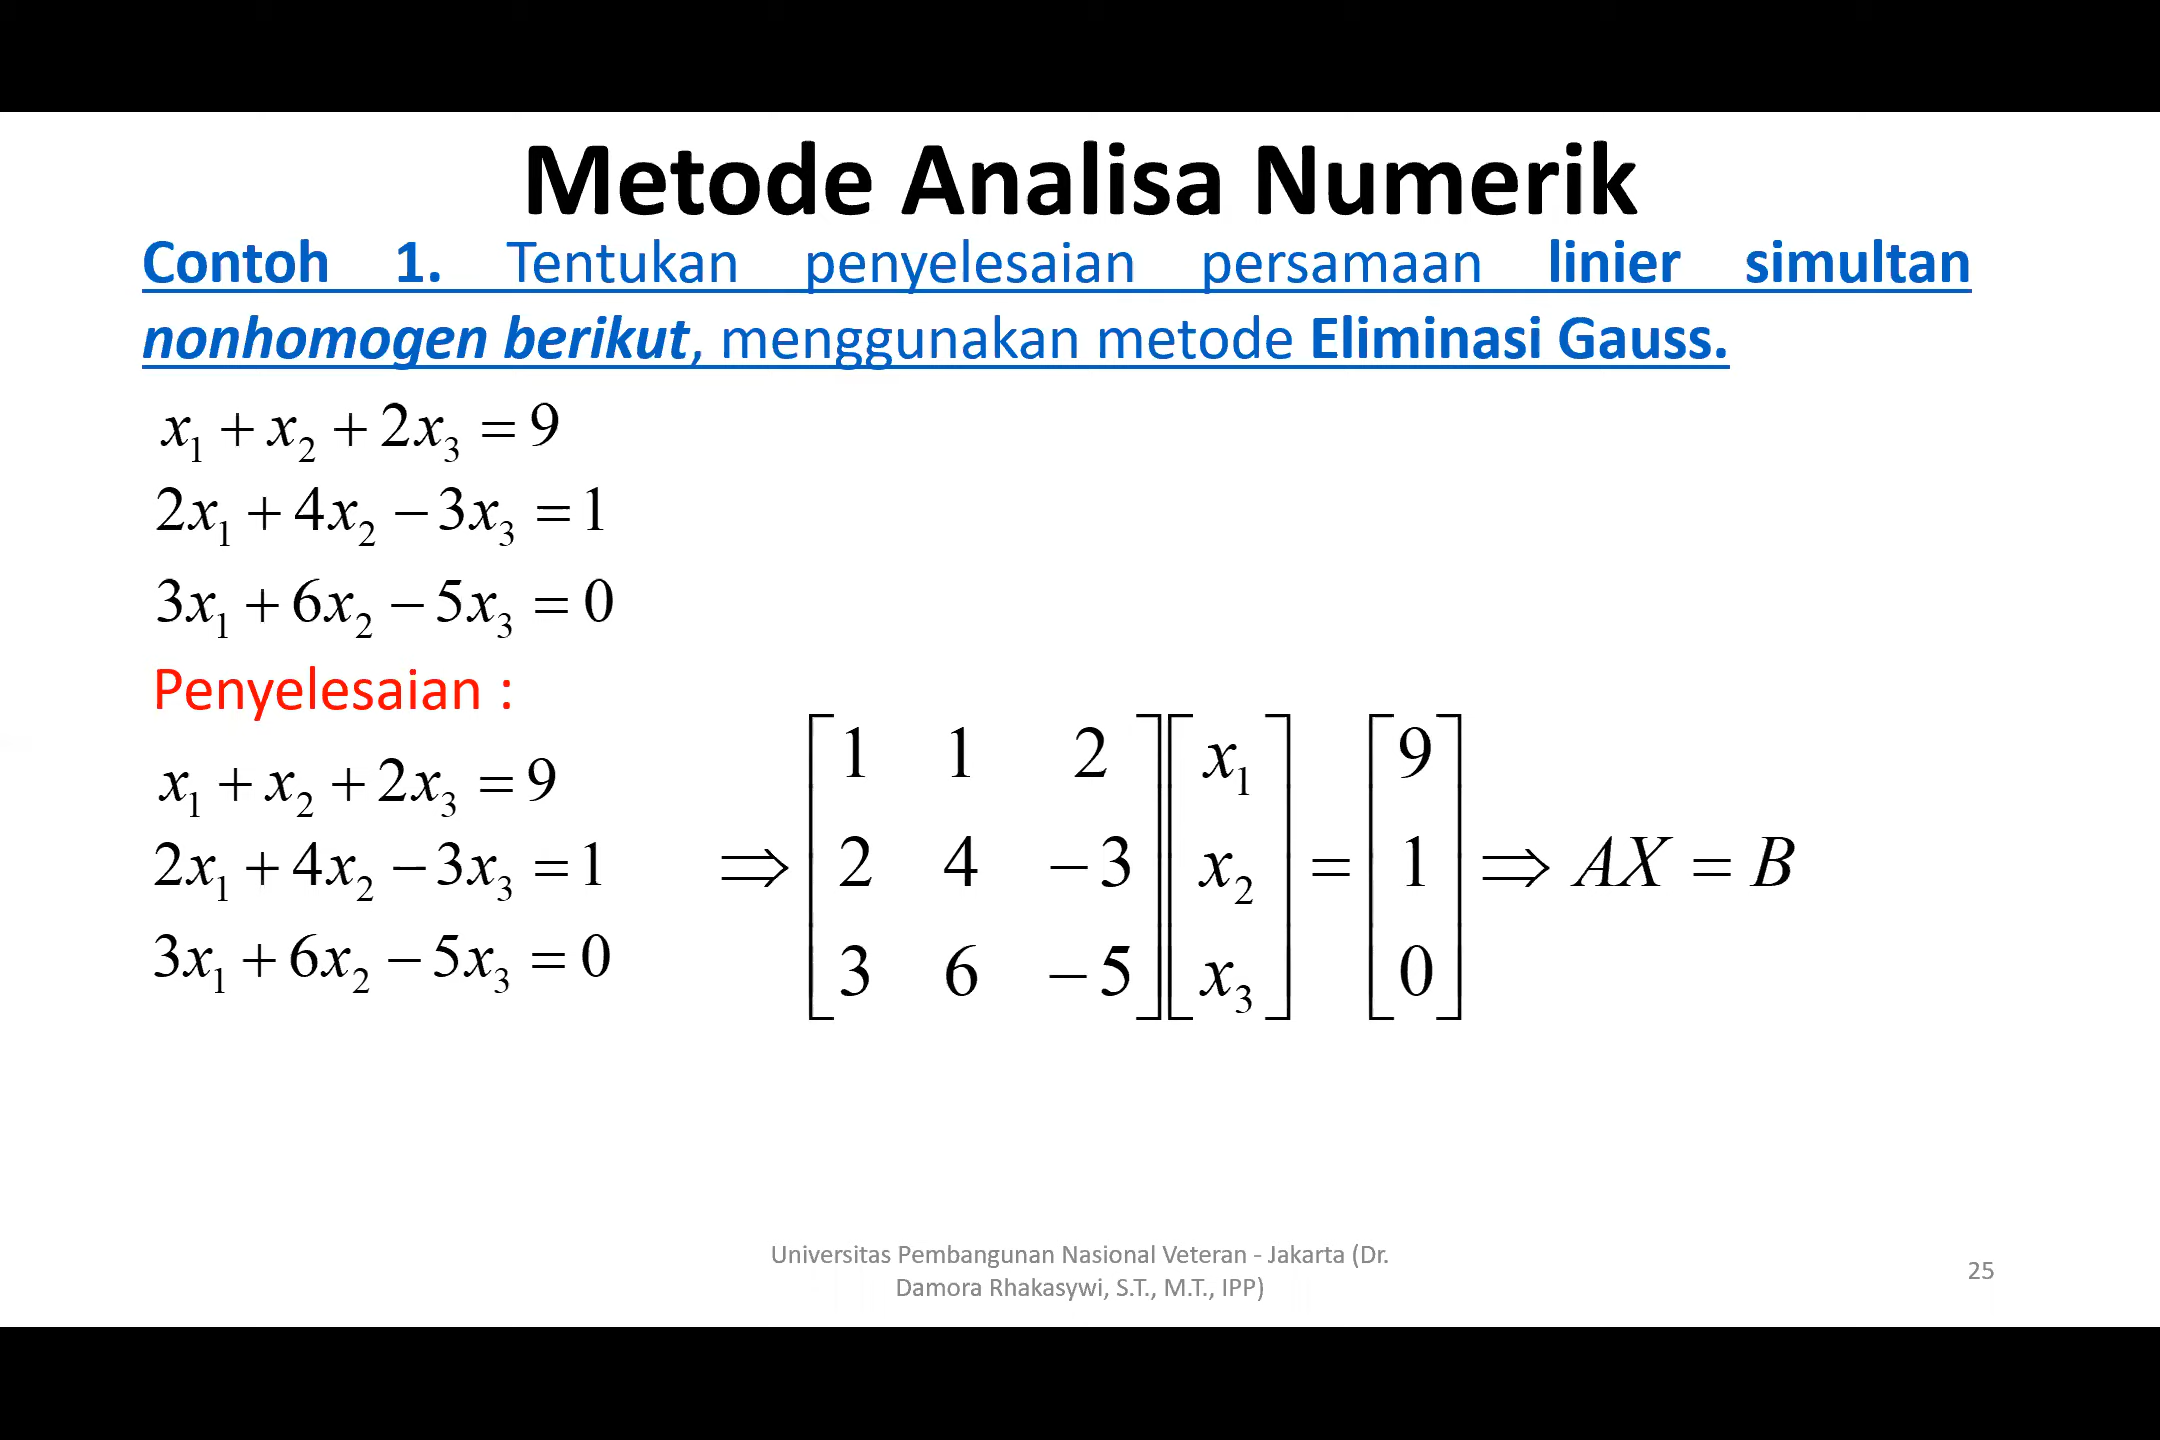 Metode Analisa Numerik
Contoh 1. Tentukan penyelesaian persamaan linier simultan
nonhomogen berikut, menggunakan metode Eliminasi Gauss.
x₁ + x₂ + 2x₃ = 9
2x₁ + 4x₂ − 3x₃ = 1
3x₁ + 6x₂ − 5x₃ = 0
Penyelesaian :
x₁ + x₂ + 2x₃ = 9
2x₁ + 4x₂ − 3x₃ = 1
3x₁ + 6x₂ − 5x₃ = 0
[1 1 2] [x₁] [9]
⇒ [2 4 −3] [x₂] = [1] ⇒ AX = B
[3 6 −5] [x₃] [0]
Universitas Pembangunan Nasional Veteran - Jakarta (Dr.
Damora Rhakasywi, S.T., M.T., IPP)
25